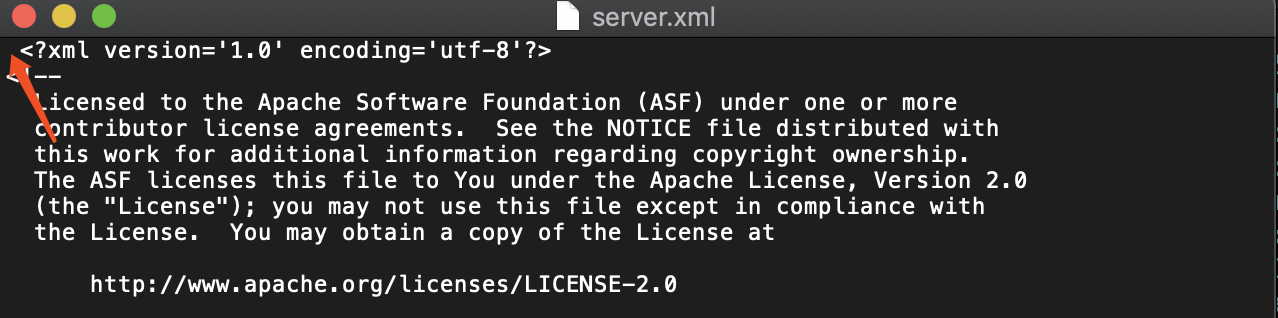 server.xml
 <?xml version='1.0' encoding='utf-8'?>
<!--
  Licensed to the Apache Software Foundation (ASF) under one or more
  contributor license agreements.  See the NOTICE file distributed with
  this work for additional information regarding copyright ownership.
  The ASF licenses this file to You under the Apache License, Version 2.0
  (the "License"); you may not use this file except in compliance with
  the License.  You may obtain a copy of the License at

      http://www.apache.org/licenses/LICENSE-2.0